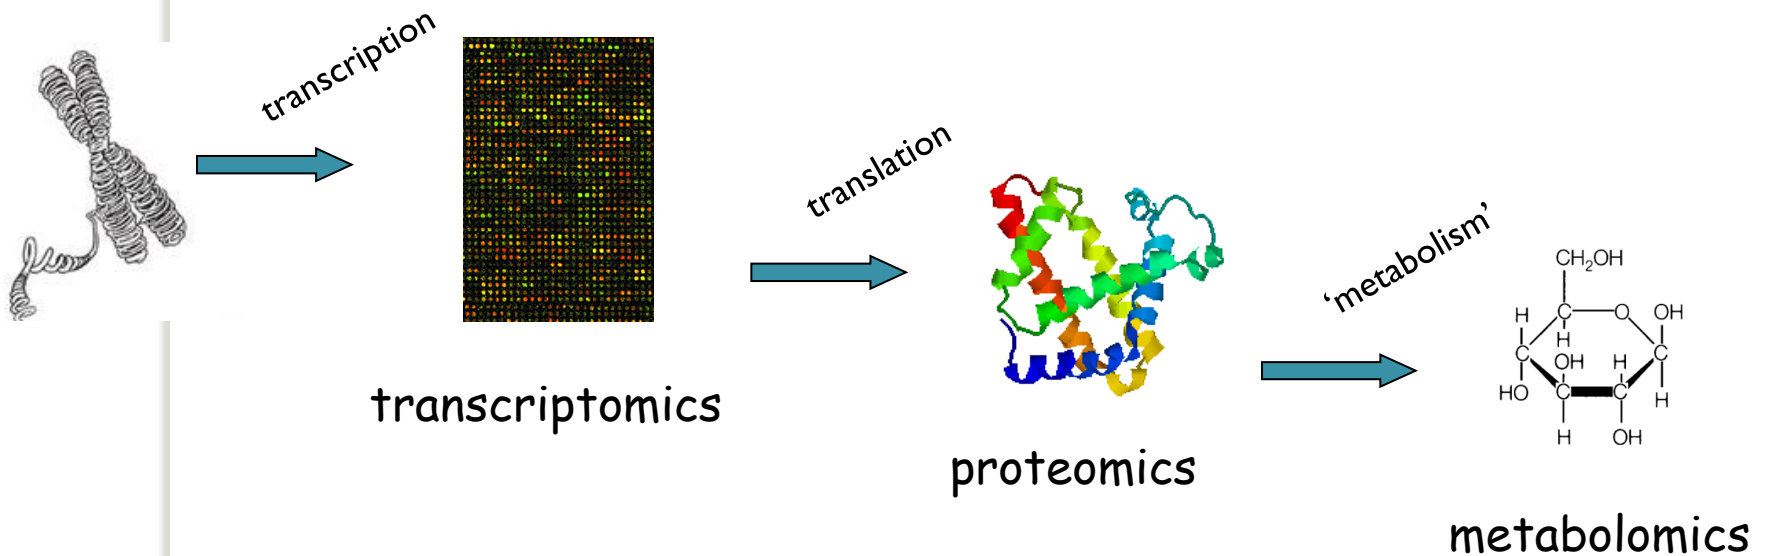 transcription
transcriptomics
translation
proteomics
‘metabolism’
CH₂OH
H
C
O
OH
H
C
OH
H
C
HO
C
C
H
H
OH
metabolomics